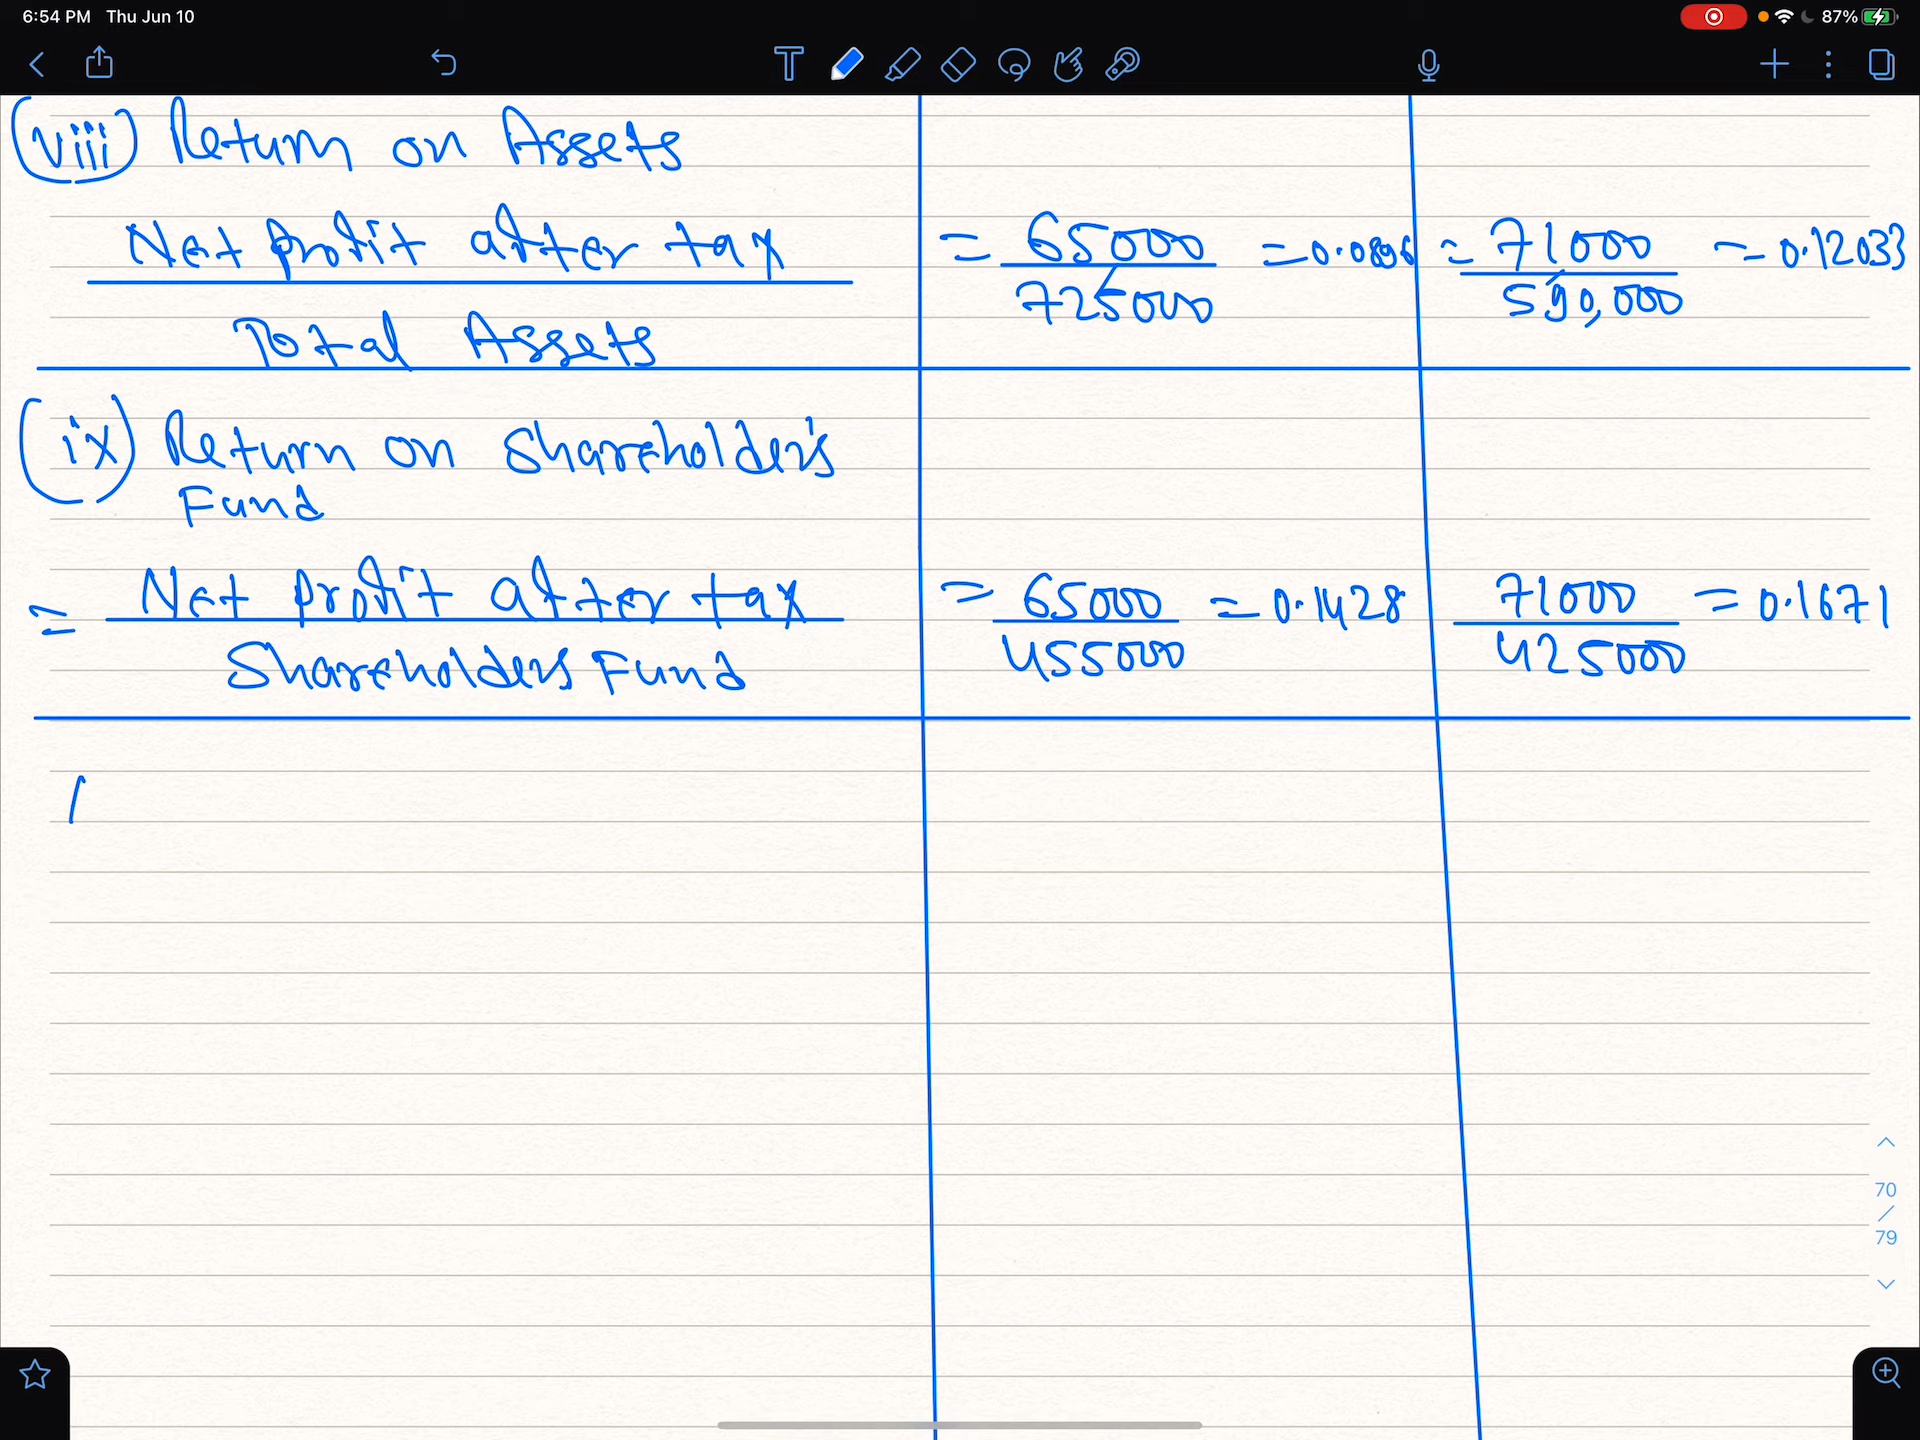 6:54 PM Thu Jun 10
87%
(viii) Return on Assets
Net profit after tax = 65000 = 0.0896 = 71000 = 0.12033
Total Assets 725000 590,000
(ix) Return on Shareholder's
Fund
= Net profit after tax = 65000 = 0.1428 71000 = 0.1671
Shareholders Fund 455000 425000
70
/
79